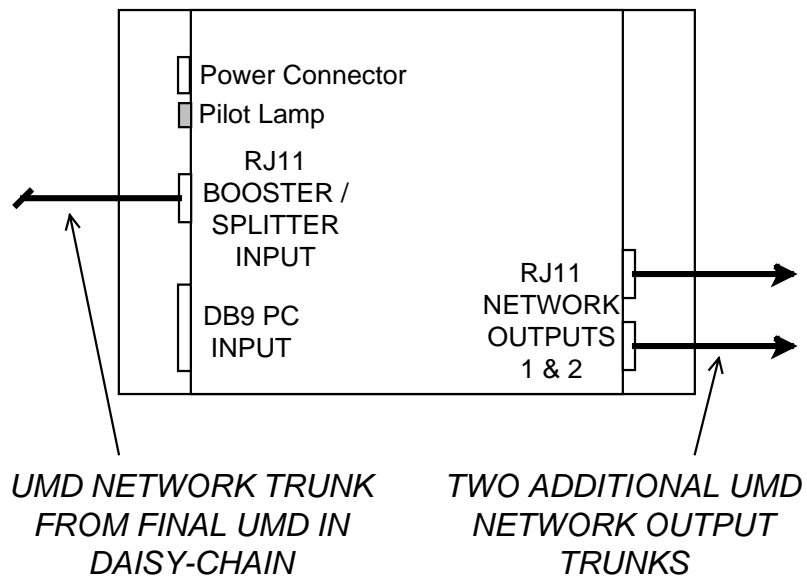 Power Connector
Pilot Lamp
RJ11
BOOSTER /
SPLITTER
INPUT
DB9 PC
INPUT
RJ11
NETWORK
OUTPUTS
1 & 2
UMD NETWORK TRUNK
FROM FINAL UMD IN
DAISY-CHAIN
TWO ADDITIONAL UMD
NETWORK OUTPUT
TRUNKS